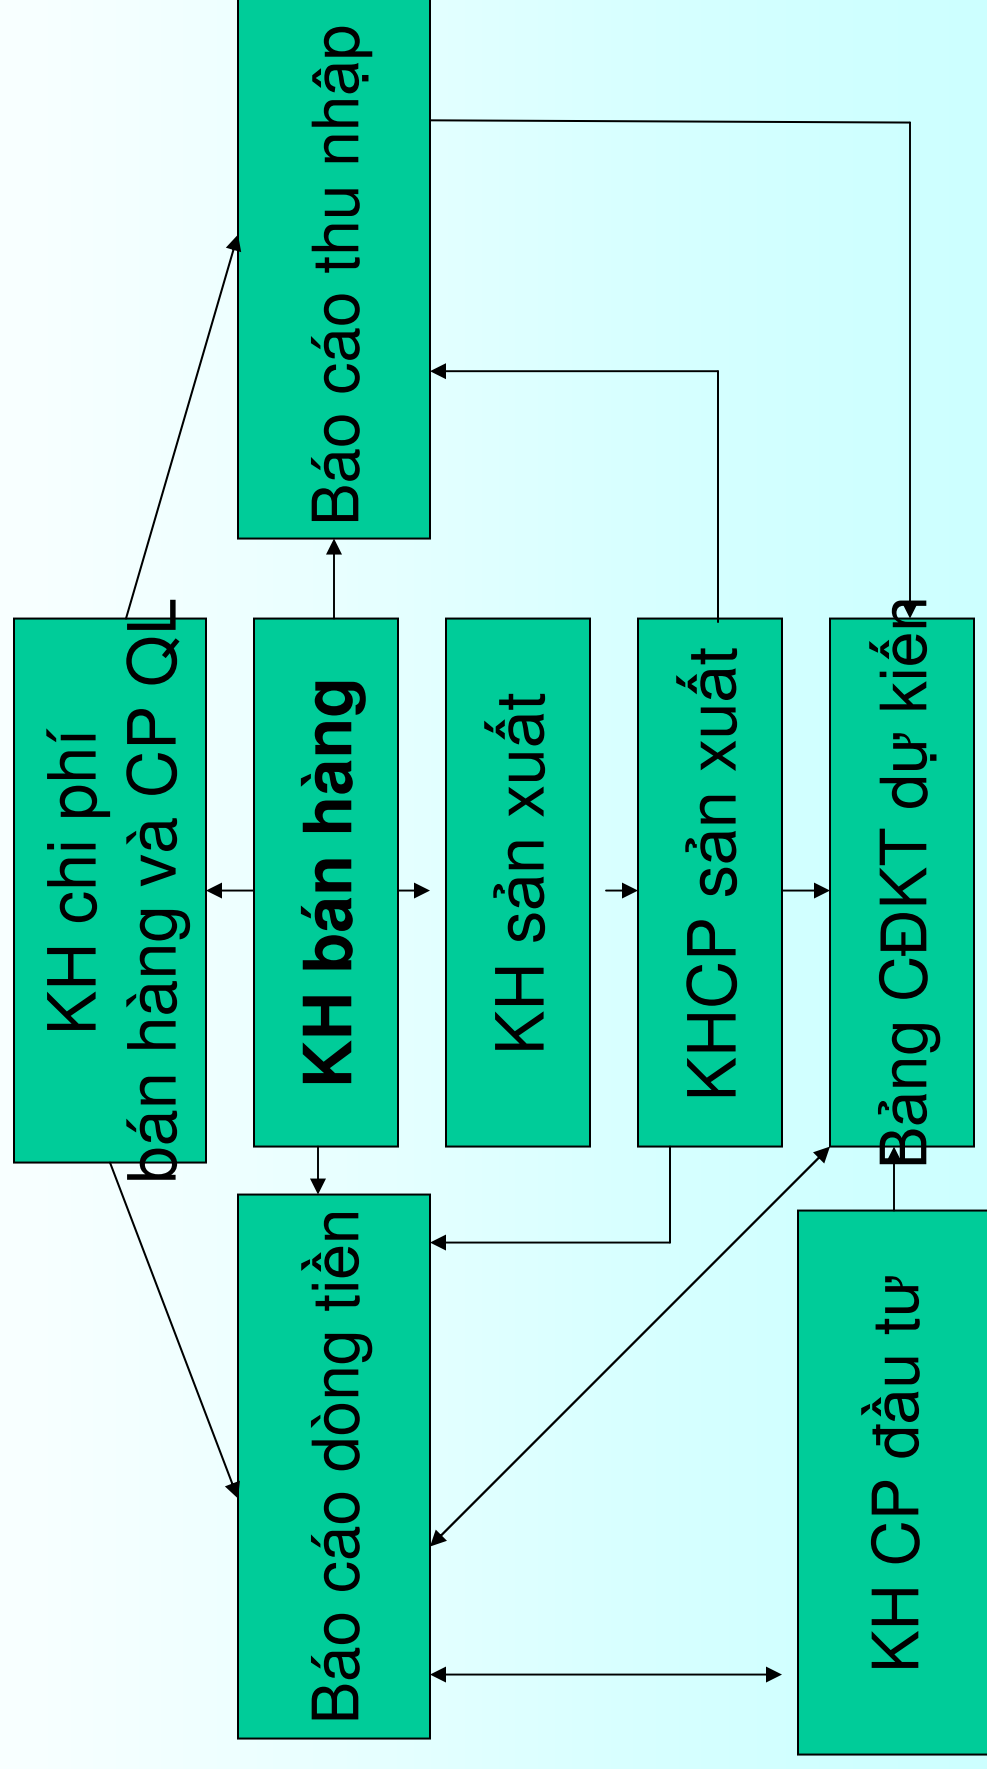 KH chi phí
bán hàng và CP QL
Báo cáo dòng tiền
KH bán hàng
Báo cáo thu nhập
KH sản xuất
KHCP sản xuất
KH CP đầu tư
Bảng CĐKT dự kiến